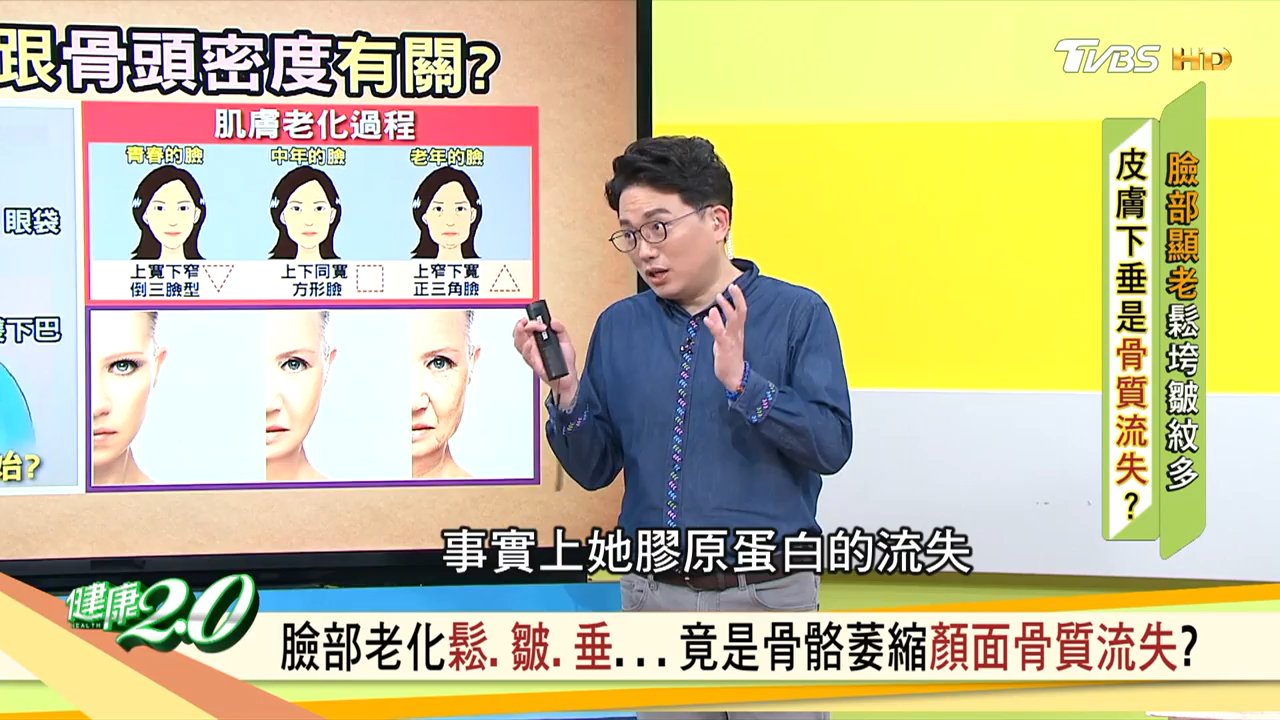 跟骨頭密度有關?
肌膚老化過程
青春的臉
中年的臉
老年的臉
上寬下窄
倒三臉型
上下同寬
方形臉
上窄下寬
正三角臉
眼袋
下巴
始?
TVBS HD
臉部顯老鬆垮皺紋多
皮膚下垂是骨質流失?
事實上她膠原蛋白的流失
健康2.0
HEALTH
臉部老化鬆.皺.垂...竟是骨骼萎縮顏面骨質流失?